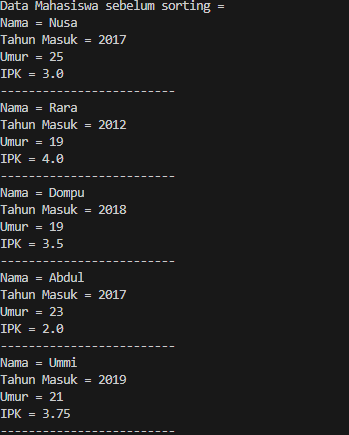 Data Mahasiswa sebelum sorting =
Nama = Nusa
Tahun Masuk = 2017
Umur = 25
IPK = 3.0
-------------------------
Nama = Rara
Tahun Masuk = 2012
Umur = 19
IPK = 4.0
-------------------------
Nama = Dompu
Tahun Masuk = 2018
Umur = 19
IPK = 3.5
-------------------------
Nama = Abdul
Tahun Masuk = 2017
Umur = 23
IPK = 2.0
-------------------------
Nama = Ummi
Tahun Masuk = 2019
Umur = 21
IPK = 3.75
-------------------------